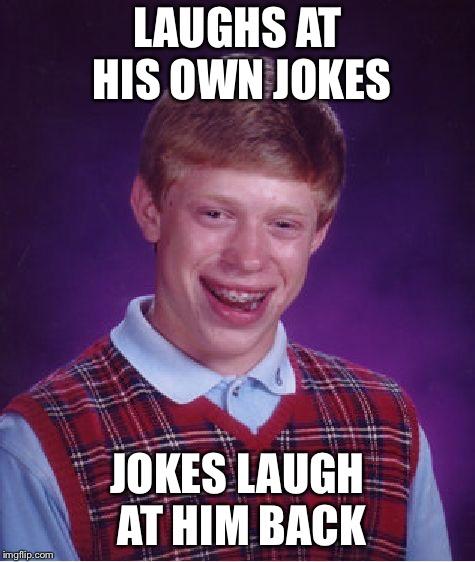 LAUGHS AT
HIS OWN JOKES
JOKES LAUGH
AT HIM BACK
imgflip.com